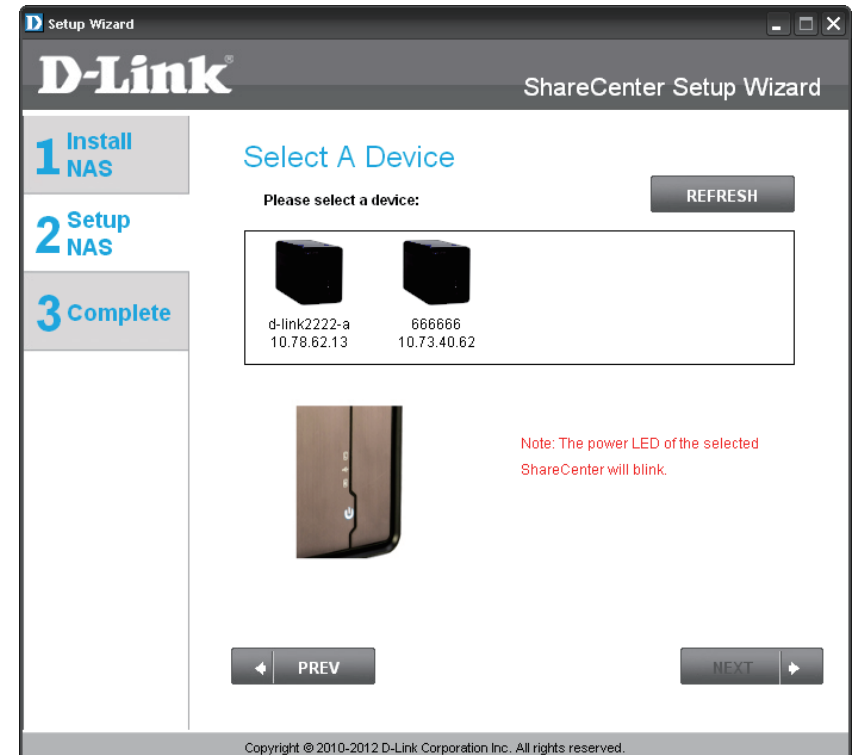 Setup Wizard
D-Link®
ShareCenter Setup Wizard
1 Install
NAS
2 Setup
NAS
3 Complete
Select A Device
Please select a device:
REFRESH
d-link2222-a
10.78.62.13
666666
10.73.40.62
Note: The power LED of the selected
ShareCenter will blink.
PREV
NEXT
Copyright © 2010-2012 D-Link Corporation Inc. All rights reserved.